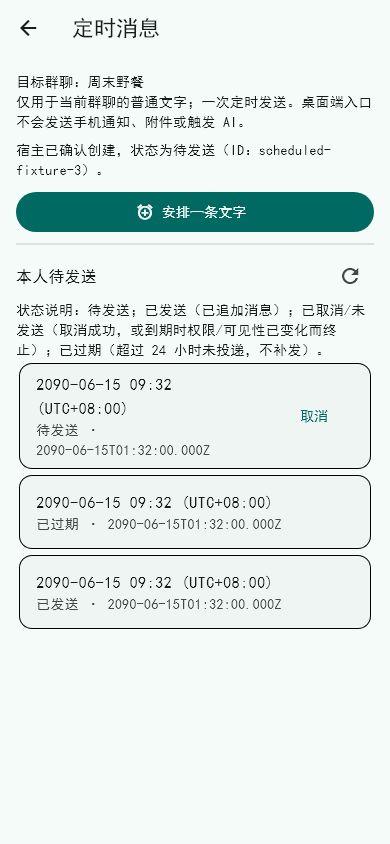 定时消息
目标群聊：周末野餐
仅用于当前群聊的普通文字；一次定时发送。桌面端入口
不会发送手机通知、附件或触发 AI。
宿主已确认创建，状态为待发送（ID：scheduled-
fixture-3）。
安排一条文字
本人待发送
状态说明：待发送；已发送（已追加消息）；已取消/未
发送（取消成功，或到期时权限/可见性已变化而终
止）；已过期（超过 24 小时未投递，不补发）。
2090-06-15 09:32
(UTC+08:00)
待发送 ·
2090-06-15T01:32:00.000Z
取消
2090-06-15 09:32 (UTC+08:00)
已过期 · 2090-06-15T01:32:00.000Z
2090-06-15 09:32 (UTC+08:00)
已发送 · 2090-06-15T01:32:00.000Z